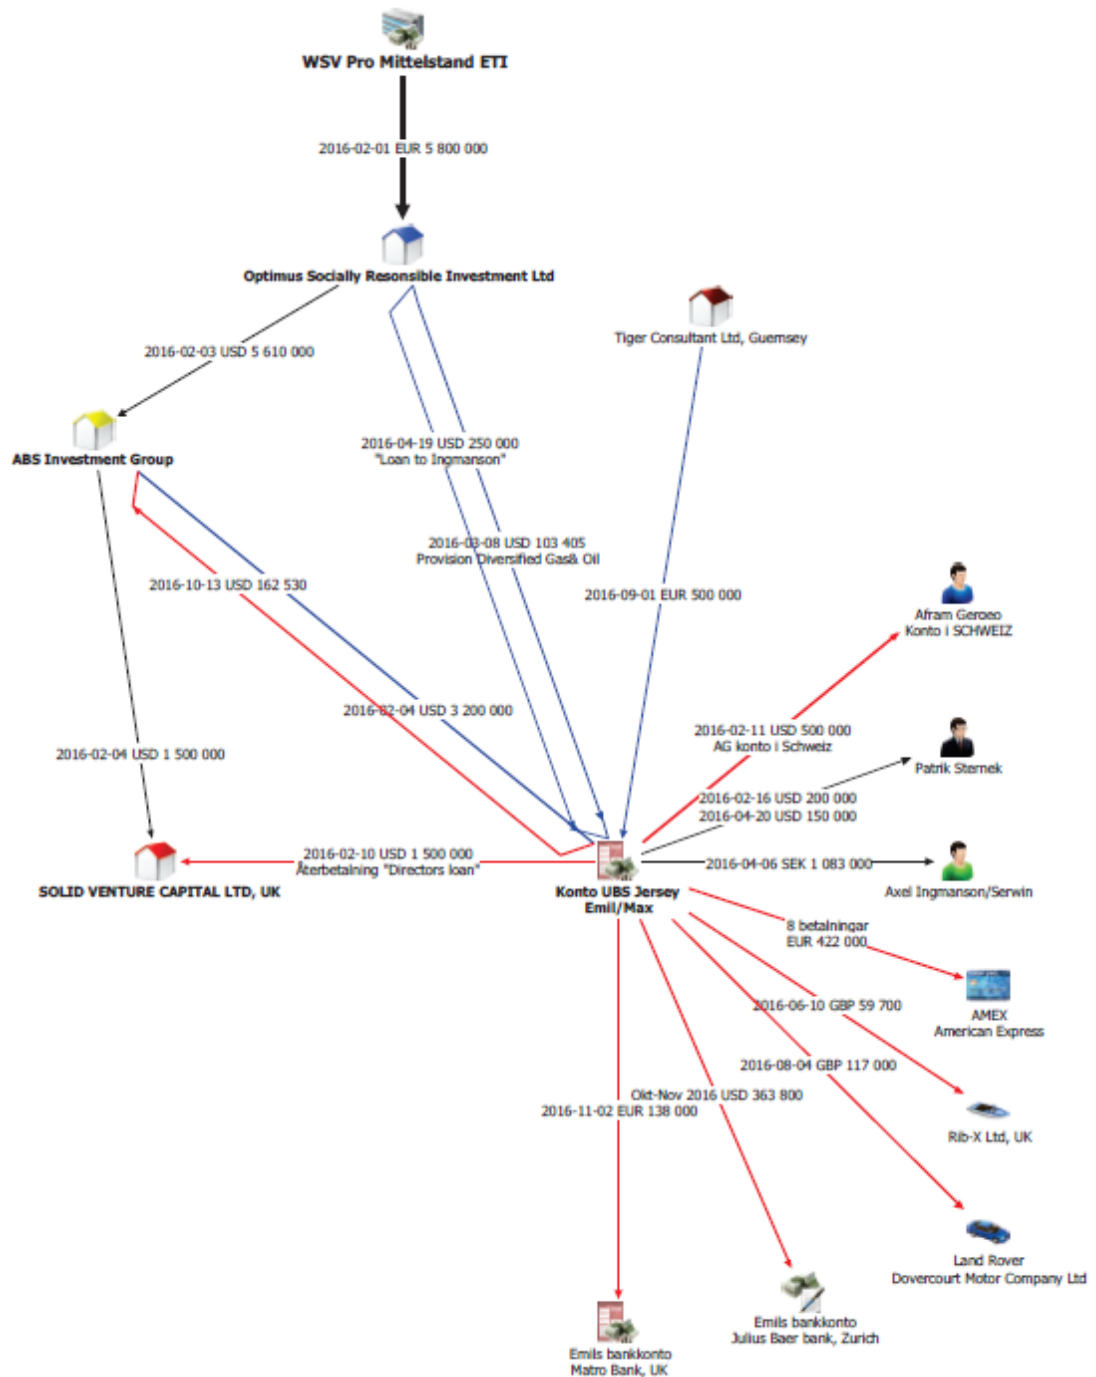 WSV Pro Mittelstand ETI
2016-02-01 EUR 5 800 000
Optimus Socially Resonsible Investment Ltd
Tiger Consultant Ltd, Guernsey
2016-02-03 USD 5 610 000
ABS Investment Group
2016-04-19 USD 250 000
"Loan to Ingmanson"
2016-03-08 USD 103 405
Provision Diversified Gas& Oil
2016-10-13 USD 162 530
2016-09-01 EUR 500 000
Afram Geroeo
Konto i SCHWEIZ
2016-02-04 USD 3 200 000
2016-02-11 USD 500 000
AG konto i Schweiz
2016-02-04 USD 1 500 000
Patrik Sternek
2016-02-16 USD 200 000
2016-04-20 USD 150 000
2016-02-10 USD 1 500 000
Återbetalning "Directors loan"
2016-04-06 SEK 1 083 000
SOLID VENTURE CAPITAL LTD, UK
Konto UBS Jersey
Emil/Max
Axel Ingmanson/Serwin
8 betalningar
EUR 422 000
AMEX
American Express
2016-06-10 GBP 59 700
2016-08-04 GBP 117 000
Okt-Nov 2016 USD 363 800
2016-11-02 EUR 138 000
Rib-X Ltd, UK
Land Rover
Dovercourt Motor Company Ltd
Emils bankkonto
Julius Baer bank, Zurich
Emils bankkonto
Matro Bank, UK